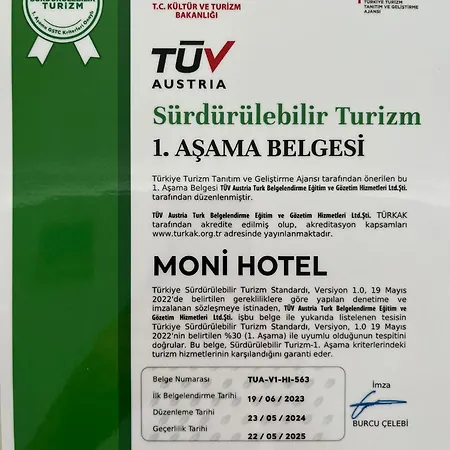 TURİZM
1. Aşama GSTC Kriterleri Onaylı
T.C. KÜLTÜR VE TURİZM
BAKANLIĞI
TÜRKİYE TURİZM
TANITIM VE GELİŞTİRME
AJANSI
TÜV
AUSTRIA
Sürdürülebilir Turizm
1. AŞAMA BELGESİ
Türkiye Turizm Tanıtım ve Geliştirme Ajansı tarafından önerilen bu
1. Aşama Belgesi TÜV Austria Turk Belgelendirme Eğitim ve Gözetim Hizmetleri Ltd.Şti.
tarafından düzenlenmiştir.
TÜV Austria Turk Belgelendirme Eğitim ve Gözetim Hizmetleri Ltd.Şti. TÜRKAK
tarafından akredite edilmiş olup, akreditasyon kapsamları
www.turkak.org.tr adresinde yayınlanmaktadır.
MONİ HOTEL
Türkiye Sürdürülebilir Turizm Standardı, Versiyon 1.0, 19 Mayıs
2022'de belirtilen gerekliliklere göre yapılan denetime ve
imzalanan sözleşmeye istinaden, TÜV Austria Turk Belgelendirme Eğitim ve
Gözetim Hizmetleri Ltd.Şti. işbu belge ile yukarıda listelenen tesisin
Türkiye Sürdürülebilir Turizm Standardı, Versiyon, 1.0 19 Mayıs
2022'nin belirtilen %30 (1. Aşama) ile uyumlu olduğunun tespitini
doğrular. Bu belge, Sürdürülebilir Turizm-1. Aşama kriterlerindeki
turizm hizmetlerinin karşılandığını garanti eder.
Belge Numarası TUA-V1-HI-563
İlk Belgelendirme Tarihi 19 / 06 / 2023
Düzenleme Tarihi 23 / 05 / 2024
Geçerlilik Tarihi 22 / 05 / 2025
İmza
BURCU ÇELEBİ